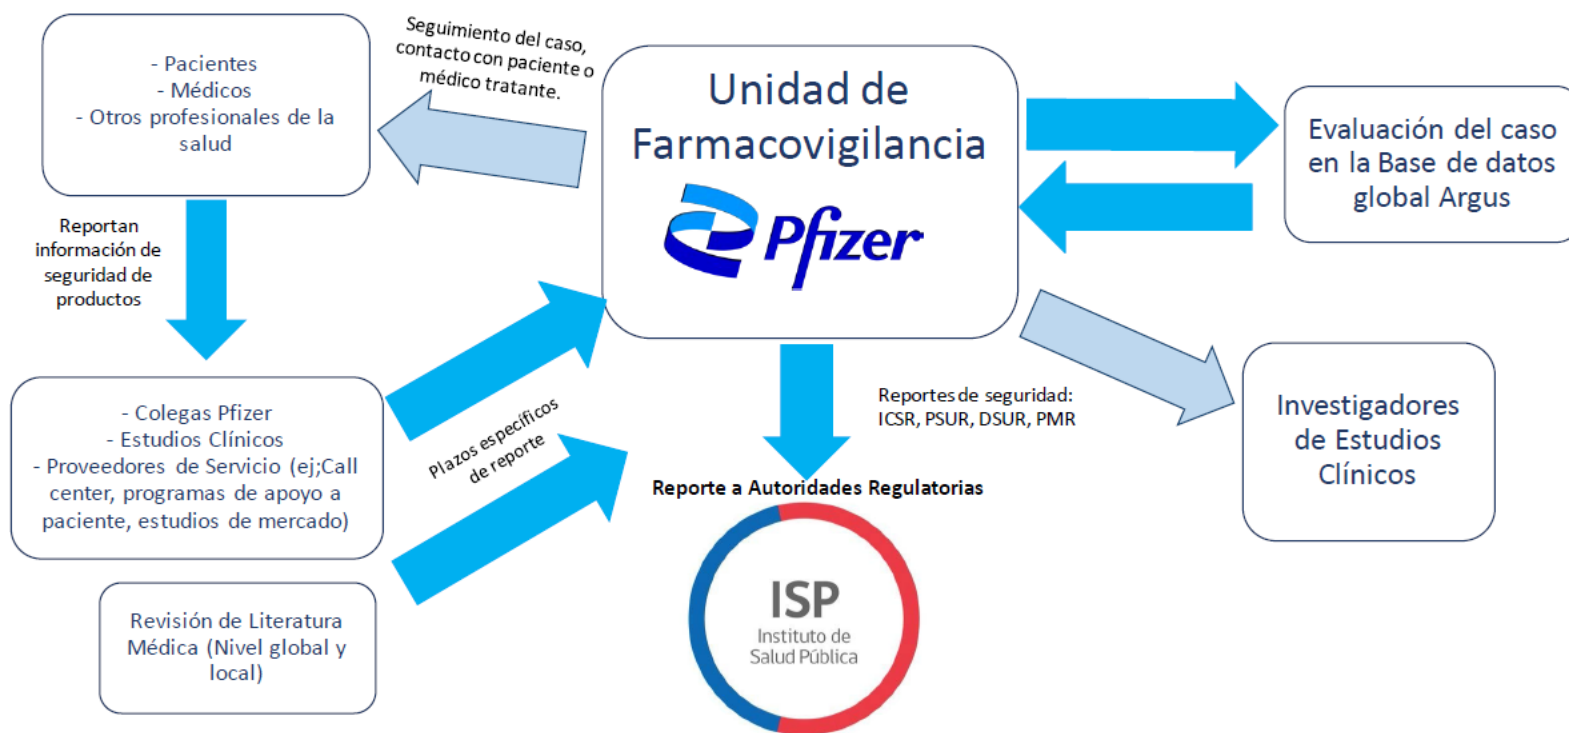 - Pacientes
- Médicos
- Otros profesionales de la
salud
Seguimiento del caso,
contacto con paciente o
médico tratante.
Unidad de
Farmacovigilancia
Pfizer
Evaluación del caso
en la Base de datos
global Argus
Reportan
información de
seguridad de
productos
- Colegas Pfizer
- Estudios Clínicos
- Proveedores de Servicio (ej;Call
center, programas de apoyo a
paciente, estudios de mercado)
Plazos específicos
de reporte
Reportes de seguridad:
ICSR, PSUR, DSUR, PMR
Investigadores
de Estudios
Clínicos
Reporte a Autoridades Regulatorias
ISP
Instituto de
Salud Pública
Revisión de Literatura
Médica (Nivel global y
local)